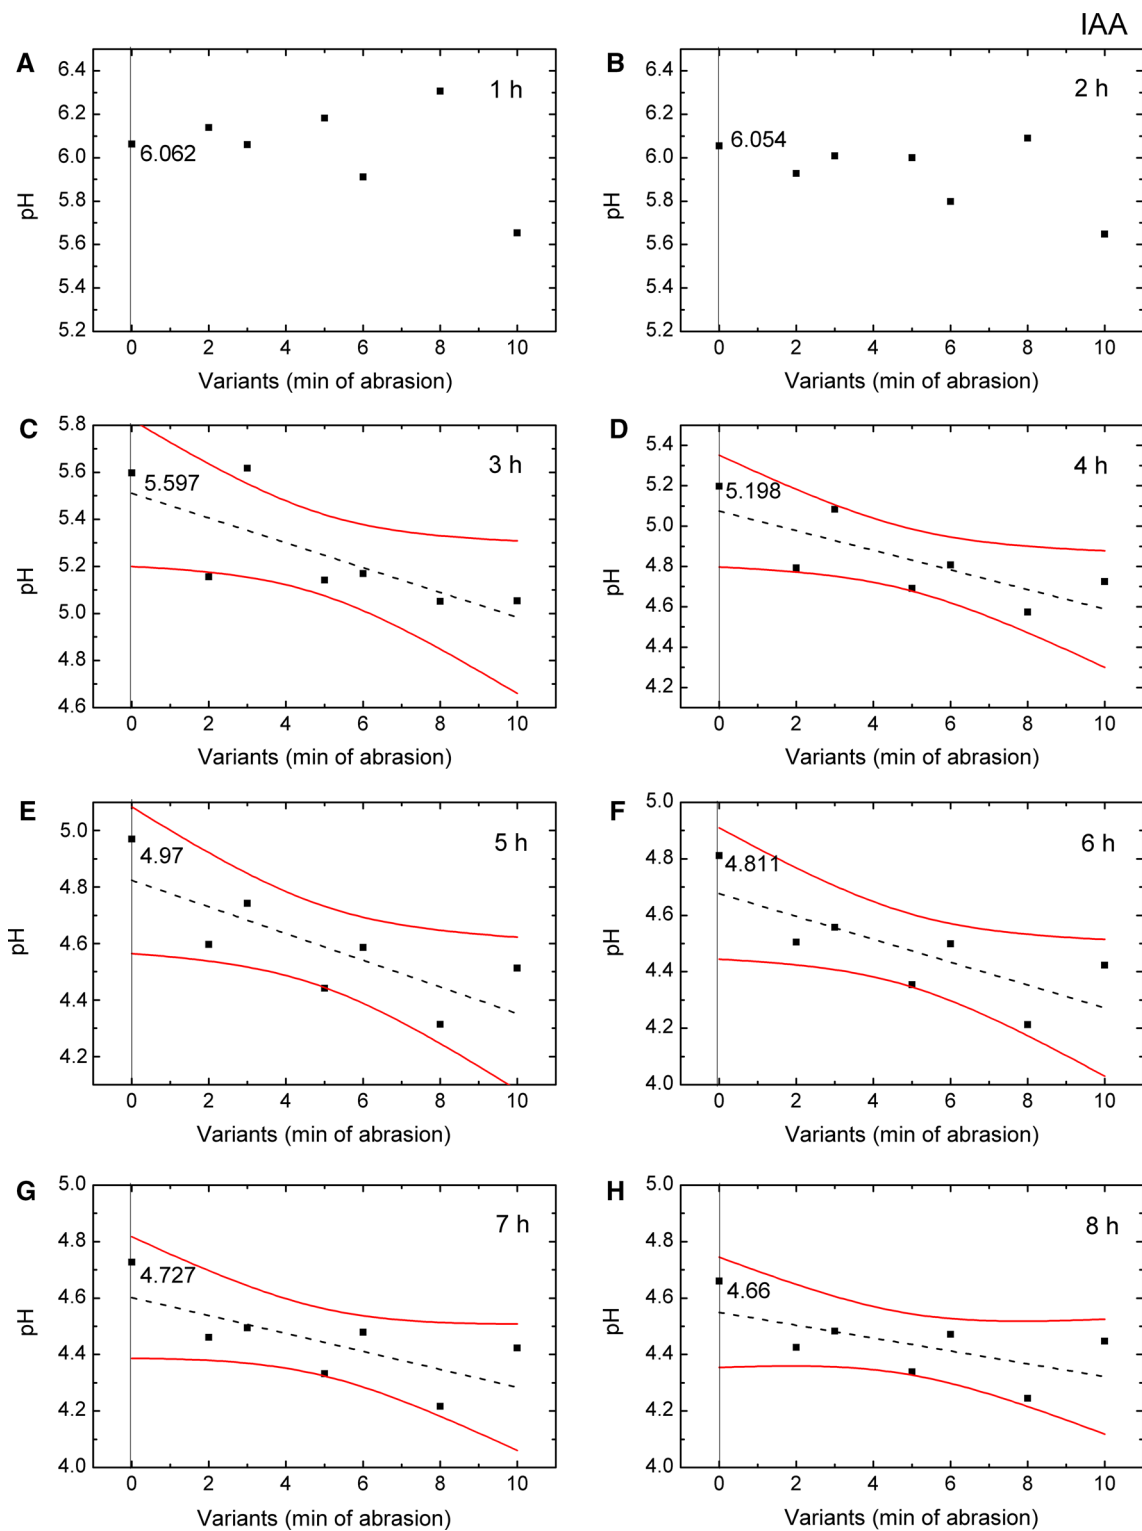 IAA
A
1 h
6.4
6.2
6.0
5.8
5.6
5.4
5.2
pH
6.062
0 2 4 6 8 10
Variants (min of abrasion)
B
2 h
6.4
6.2
6.0
5.8
5.6
5.4
5.2
pH
6.054
0 2 4 6 8 10
Variants (min of abrasion)
C
3 h
5.8
5.6
5.4
5.2
5.0
4.8
4.6
pH
5.597
0 2 4 6 8 10
Variants (min of abrasion)
D
4 h
5.4
5.2
5.0
4.8
4.6
4.4
4.2
pH
5.198
0 2 4 6 8 10
Variants (min of abrasion)
E
5 h
5.0
4.8
4.6
4.4
4.2
pH
4.97
0 2 4 6 8 10
Variants (min of abrasion)
F
6 h
5.0
4.8
4.6
4.4
4.2
4.0
pH
4.811
0 2 4 6 8 10
Variants (min of abrasion)
G
7 h
5.0
4.8
4.6
4.4
4.2
4.0
pH
4.727
0 2 4 6 8 10
Variants (min of abrasion)
H
8 h
5.0
4.8
4.6
4.4
4.2
4.0
pH
4.66
0 2 4 6 8 10
Variants (min of abrasion)